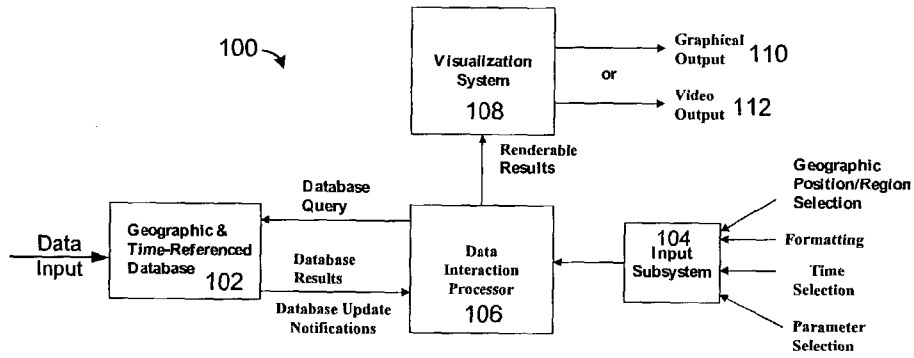 100
Visualization
System
108
Graphical
Output 110
or
Video
Output 112
Renderable
Results
Geographic
Position/Region
Selection
Database
Query
Data
Input
Geographic &
Time-Referenced
Database
102
Database
Results
Database Update
Notifications
Data
Interaction
Processor
106
104
Input
Subsystem
Formatting
Time
Selection
Parameter
Selection